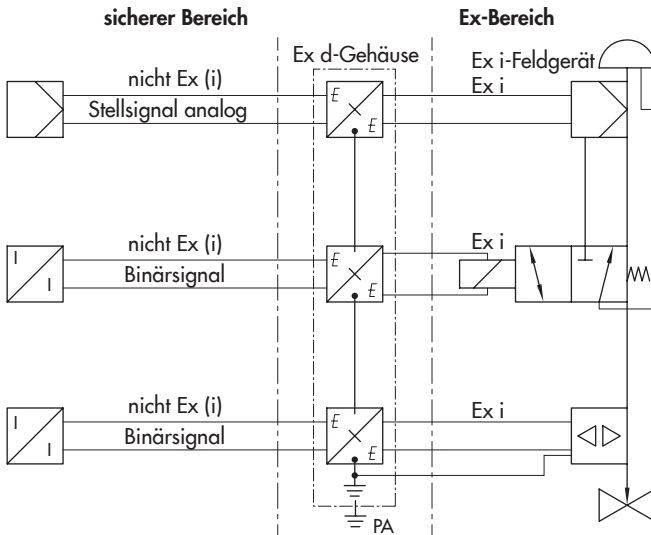 sicherer Bereich
Ex-Bereich
Ex d-Gehäuse
Ex i-Feldgerät
nicht Ex (i)
Stellsignal analog
E
E
Ex i
I
I
nicht Ex (i)
Binärsignal
E
E
Ex i
I
I
nicht Ex (i)
Binärsignal
E
E
Ex i
PA